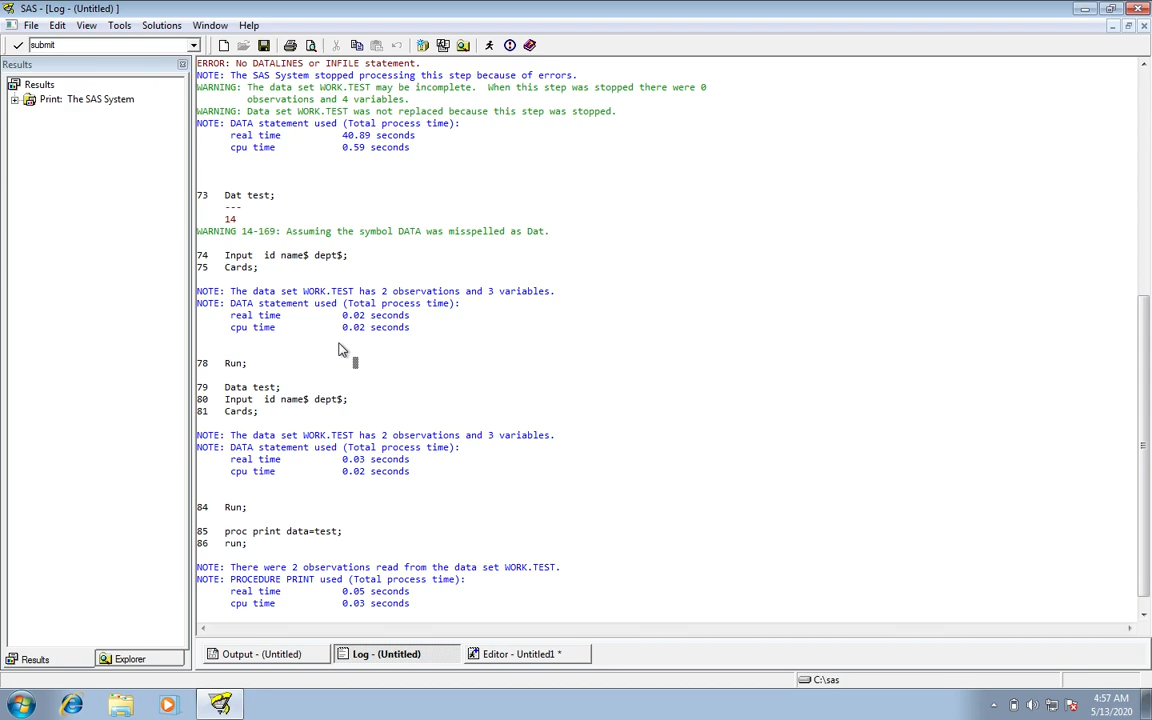 SAS - [Log - (Untitled) ]
File Edit View Tools Solutions Window Help
submit
Results
Results
Print: The SAS System
ERROR: No DATALINES or INFILE statement.
NOTE: The SAS System stopped processing this step because of errors.
WARNING: The data set WORK.TEST may be incomplete.  When this step was stopped there were 0
observations and 4 variables.
WARNING: Data set WORK.TEST was not replaced because this step was stopped.
NOTE: DATA statement used (Total process time):
real time 40.89 seconds
cpu time 0.59 seconds
73 Dat test;
---
14
WARNING 14-169: Assuming the symbol DATA was misspelled as Dat.
74 Input  id name$ dept$;
75 Cards;
NOTE: The data set WORK.TEST has 2 observations and 3 variables.
NOTE: DATA statement used (Total process time):
real time 0.02 seconds
cpu time 0.02 seconds
78 Run;
79 Data test;
80 Input  id name$ dept$;
81 Cards;
NOTE: The data set WORK.TEST has 2 observations and 3 variables.
NOTE: DATA statement used (Total process time):
real time 0.03 seconds
cpu time 0.02 seconds
84 Run;
85 proc print data=test;
86 run;
NOTE: There were 2 observations read from the data set WORK.TEST.
NOTE: PROCEDURE PRINT used (Total process time):
real time 0.05 seconds
cpu time 0.03 seconds
Results Explorer
Output - (Untitled) Log - (Untitled) Editor - Untitled1 *
C:\sas
4:57 AM
5/13/2020